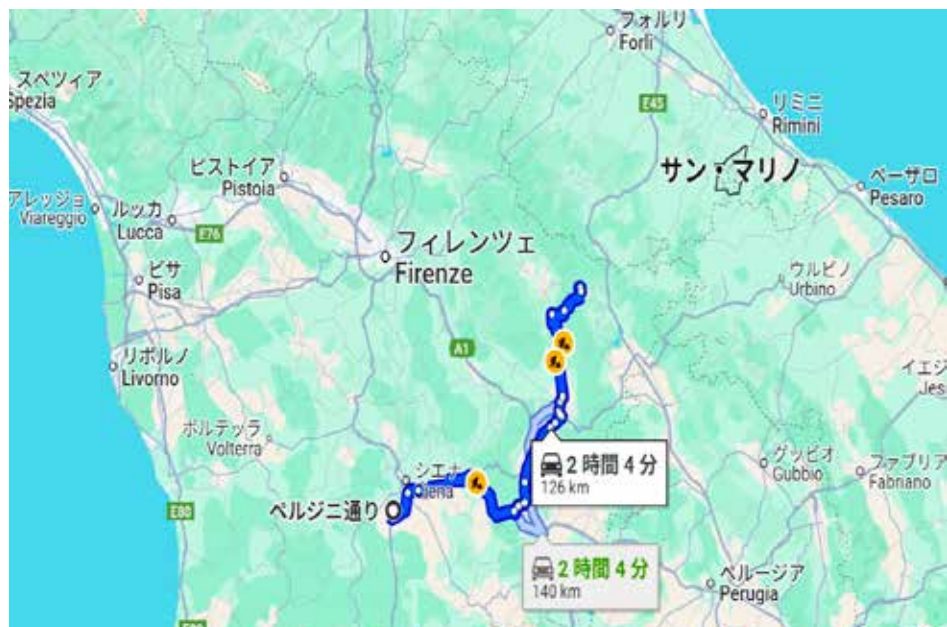 フォルリ
Forlì
スペツィア
Spezia
E45
リミニ
Rimini
ピストイア
Pistoia
サン・マリノ
ペーザロ
Pesaro
アレッジョ
Viareggio
ルッカ
Lucca
E76
フィレンツェ
Firenze
ピサ
Pisa
ウルビノ
Urbino
A1
リボルノ
Livorno
イエジ
Jes
ボルテッラ
Volterra
2 時間 4 分
126 km
グッビオ
Gubbio
ファブリア
Fabriano
シエナ
Siena
E80
ベルジニ通り
2 時間 4 分
140 km
ペルージア
Perugia